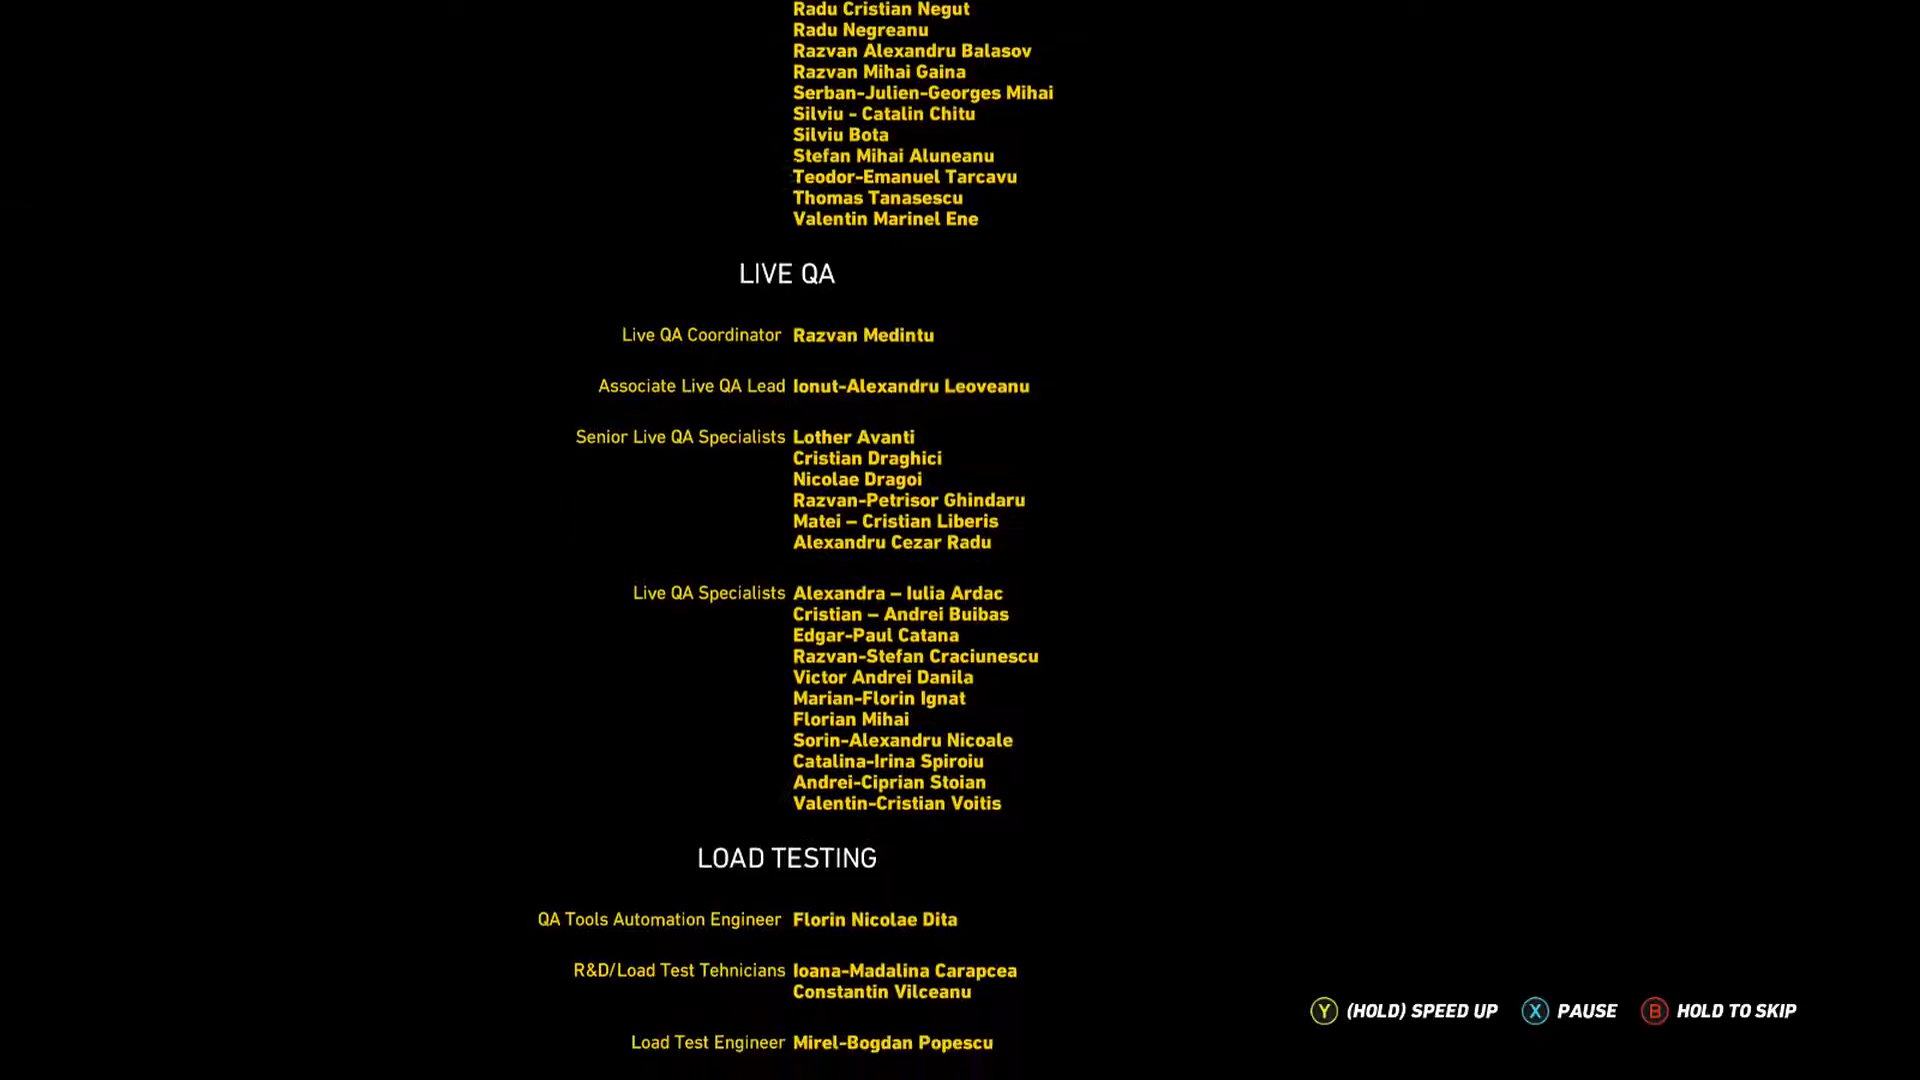 Radu Cristian Negut
Radu Negreanu
Razvan Alexandru Balasov
Razvan Mihai Gaina
Serban-Julien-Georges Mihai
Silviu - Catalin Chitu
Silviu Bota
Stefan Mihai Aluneanu
Teodor-Emanuel Tarcavu
Thomas Tanasescu
Valentin Marinel Ene
LIVE QA
Live QA Coordinator Razvan Medintu
Associate Live QA Lead Ionut-Alexandru Leoveanu
Senior Live QA Specialists Lother Avanti
Cristian Draghici
Nicolae Dragoi
Razvan-Petrisor Ghindaru
Matei – Cristian Liberis
Alexandru Cezar Radu
Live QA Specialists Alexandra – Iulia Ardac
Cristian – Andrei Buibas
Edgar-Paul Catana
Razvan-Stefan Craciunescu
Victor Andrei Danila
Marian-Florin Ignat
Florian Mihai
Sorin-Alexandru Nicoale
Catalina-Irina Spiroiu
Andrei-Ciprian Stoian
Valentin-Cristian Voitis
LOAD TESTING
QA Tools Automation Engineer Florin Nicolae Dita
R&D/Load Test Tehnicians Ioana-Madalina Carapcea
Constantin Vilceanu
Load Test Engineer Mirel-Bogdan Popescu
Y (HOLD) SPEED UP X PAUSE B HOLD TO SKIP